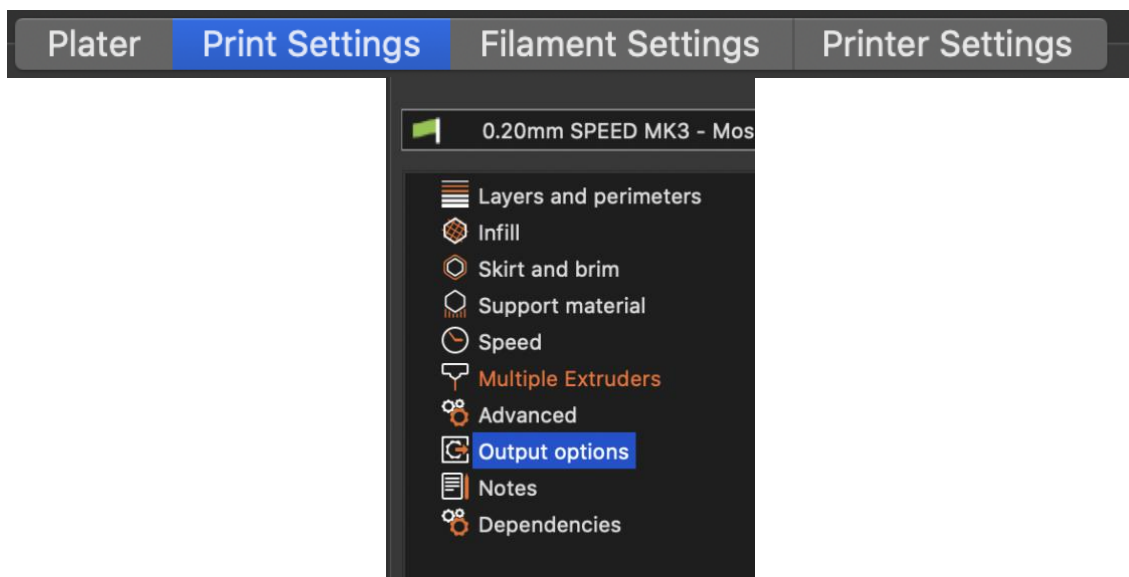 Plater Print Settings Filament Settings Printer Settings
0.20mm SPEED MK3 - Mos
Layers and perimeters
Infill
Skirt and brim
Support material
Speed
Multiple Extruders
Advanced
Output options
Notes
Dependencies